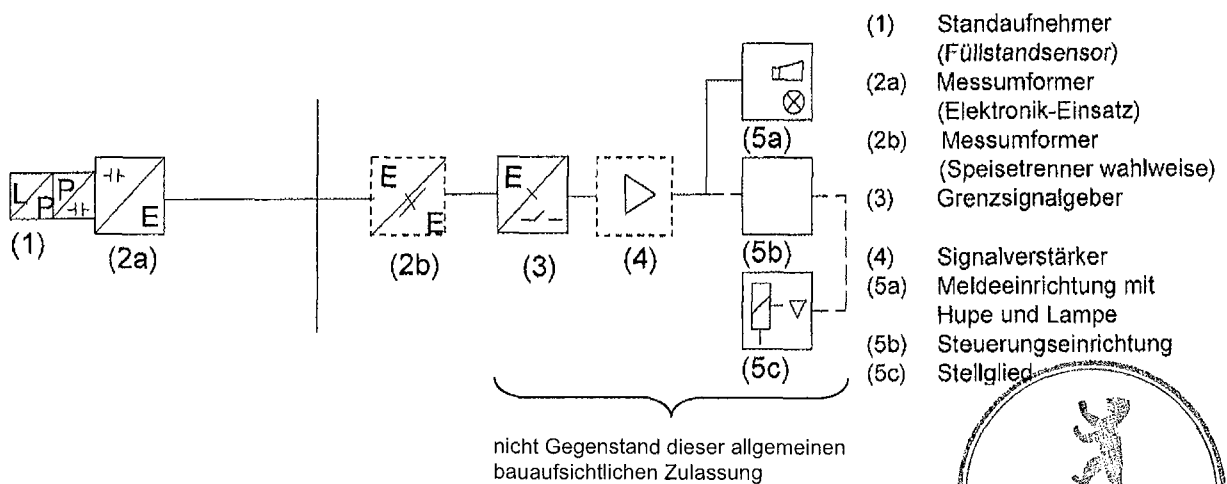 L
P
P
E
(1)
(2a)
E
E
(2b)
E
(3)
(4)
(5a)
(5b)
(5c)
nicht Gegenstand dieser allgemeinen
bauaufsichtlichen Zulassung
(1) Standaufnehmer
(Füllstandsensor)
(2a) Messumformer
(Elektronik-Einsatz)
(2b) Messumformer
(Speisetrenner wahlweise)
(3) Grenzsignalgeber
(4) Signalverstärker
(5a) Meldeeinrichtung mit
Hupe und Lampe
(5b) Steuerungseinrichtung
(5c) Stellglied